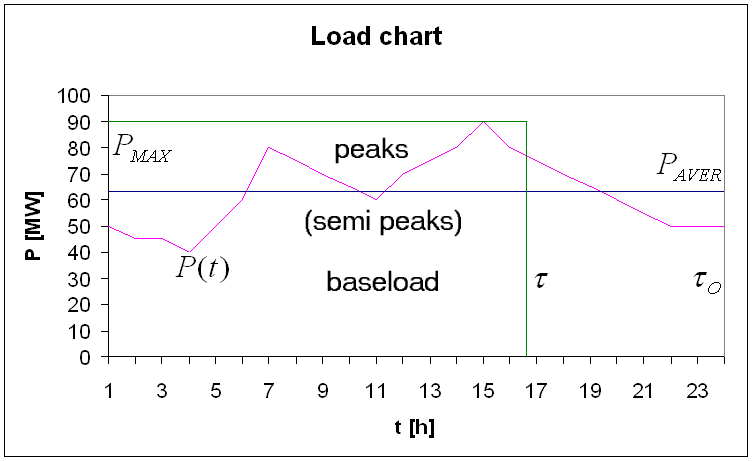 Load chart
100
90
80
70
60
50
40
30
20
10
0
P [MW]
P_MAX
peaks
P_AVER
(semi peaks)
P(t)
baseload
τ
τ_O
1 3 5 7 9 11 13 15 17 19 21 23
t [h]